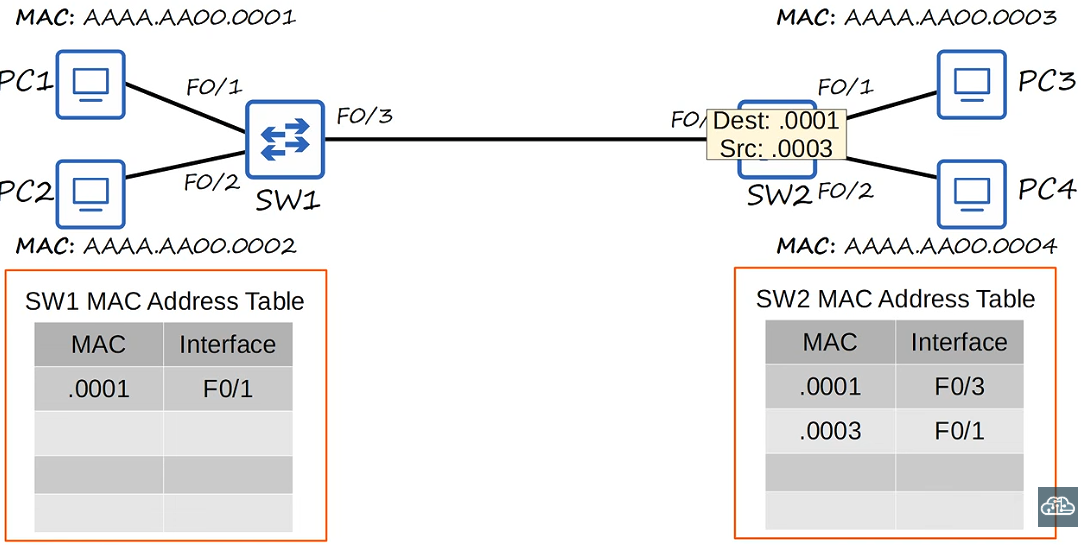 MAC: AAAA.AA00.0001
MAC: AAAA.AA00.0003
PC1
F0/1
F0/3
F0/
Dest: .0001
Src: .0003
F0/1
PC3
PC2
F0/2
SW1
SW2
F0/2
PC4
MAC: AAAA.AA00.0002
MAC: AAAA.AA00.0004
SW1 MAC Address Table
MAC Interface
.0001 F0/1
SW2 MAC Address Table
MAC Interface
.0001 F0/3
.0003 F0/1